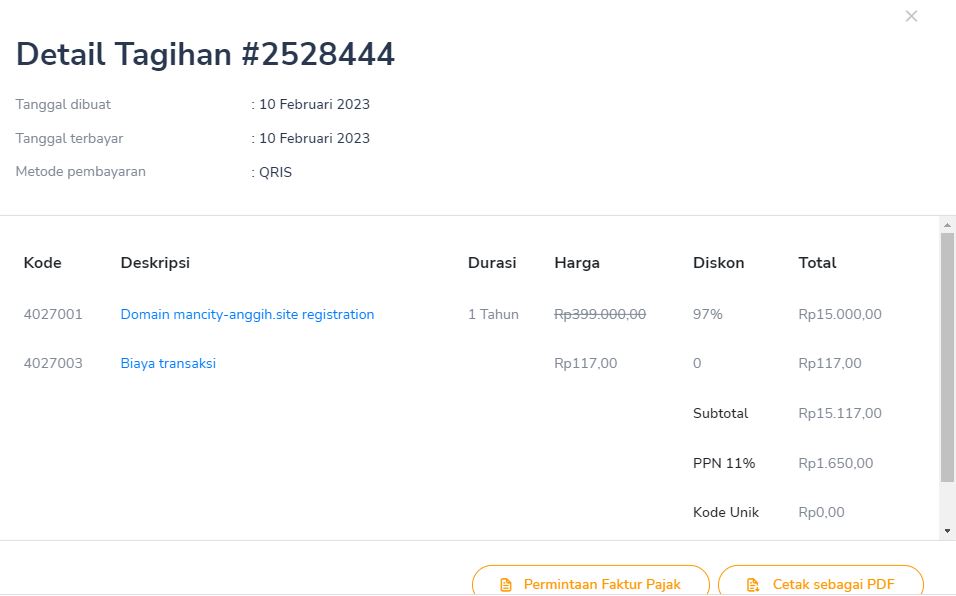 Detail Tagihan #2528444
Tanggal dibuat : 10 Februari 2023
Tanggal terbayar : 10 Februari 2023
Metode pembayaran : QRIS
Kode Deskripsi Durasi Harga Diskon Total
4027001 Domain mancity-anggih.site registration 1 Tahun Rp399.000,00 97% Rp15.000,00
4027003 Biaya transaksi Rp117,00 0 Rp117,00
Subtotal Rp15.117,00
PPN 11% Rp1.650,00
Kode Unik Rp0,00
Permintaan Faktur Pajak Cetak sebagai PDF